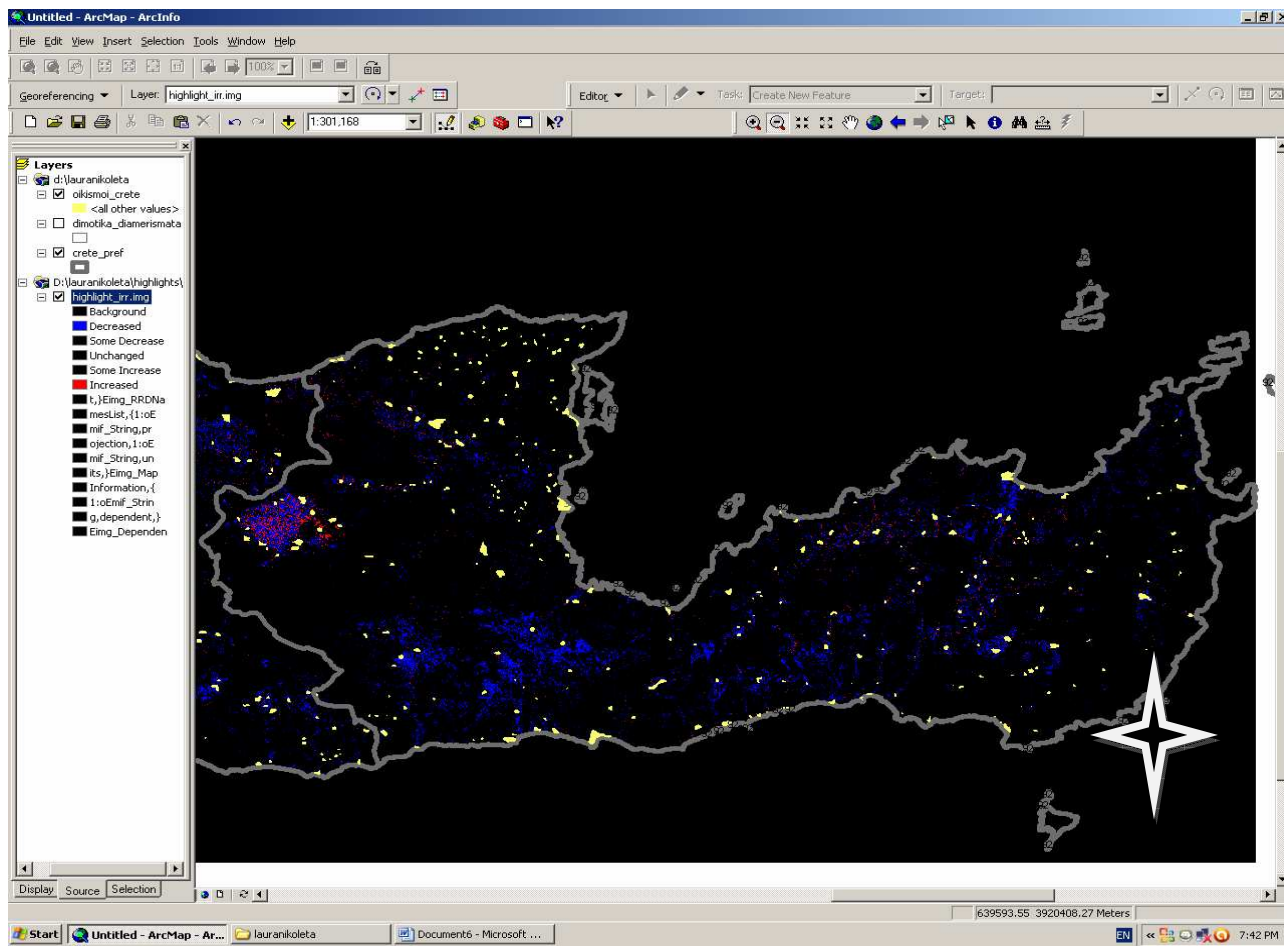 Untitled - ArcMap - ArcInfo
File Edit View Insert Selection Tools Window Help
100%
Georeferencing Layer: highlight_irr.img Editor Task: Create New Feature Target:
1:301,168
Layers
d:\lauranikoleta
oikismoi_crete
<all other values>
dimotika_diamerismata
crete_pref
D:\lauranikoleta\highlights\
highlight_irr.img
Background
Decreased
Some Decrease
Unchanged
Some Increase
Increased
t,}Eimg_RRDNa
mesList,{1:oE
mif_String,pr
ojection,1:oE
mif_String,un
its,}Eimg_Map
Information,{
1:oEmif_Strin
g,dependent,}
Eimg_Dependen
Display Source Selection
639593.55 3920408.27 Meters
Start Untitled - ArcMap - Ar... lauranikoleta Document6 - Microsoft ... EN « 7:42 PM